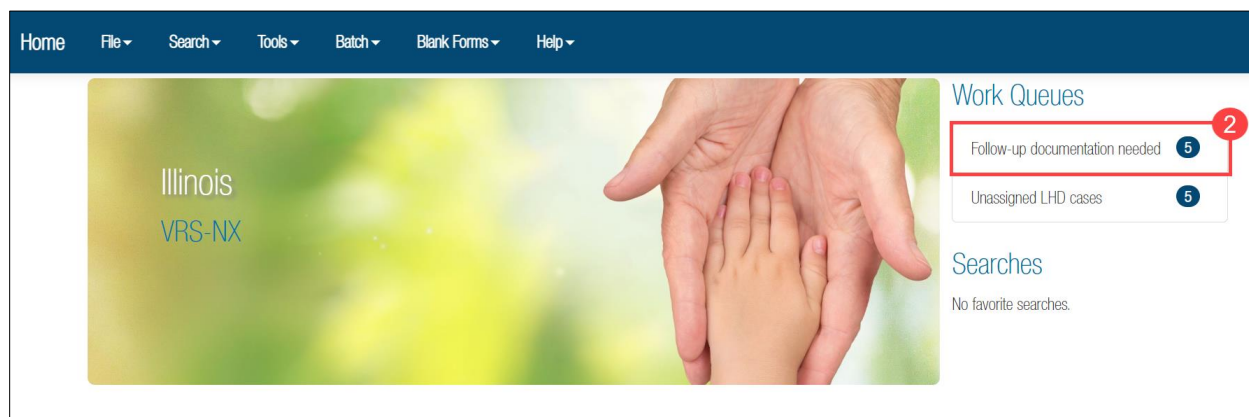 Home File Search Tools Batch Blank Forms Help
Illinois
VRS-NX
Work Queues
2
Follow-up documentation needed 5
Unassigned LHD cases 5
Searches
No favorite searches.